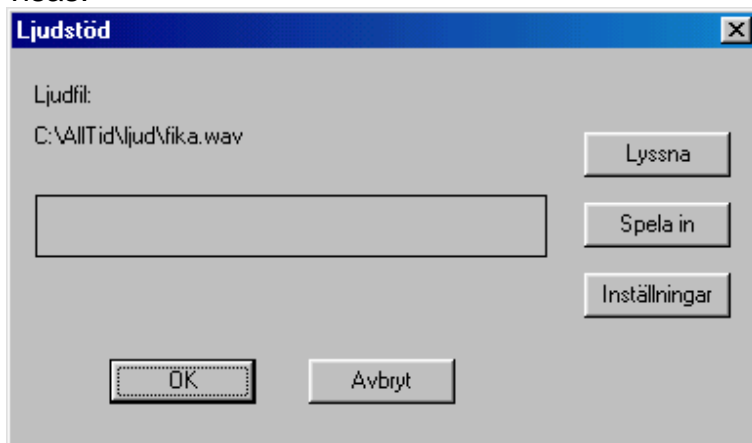 Ljudstöd
Ljudfil:
C:\AllTid\ljud\fika.wav
Lyssna
Spela in
Inställningar
OK
Avbryt